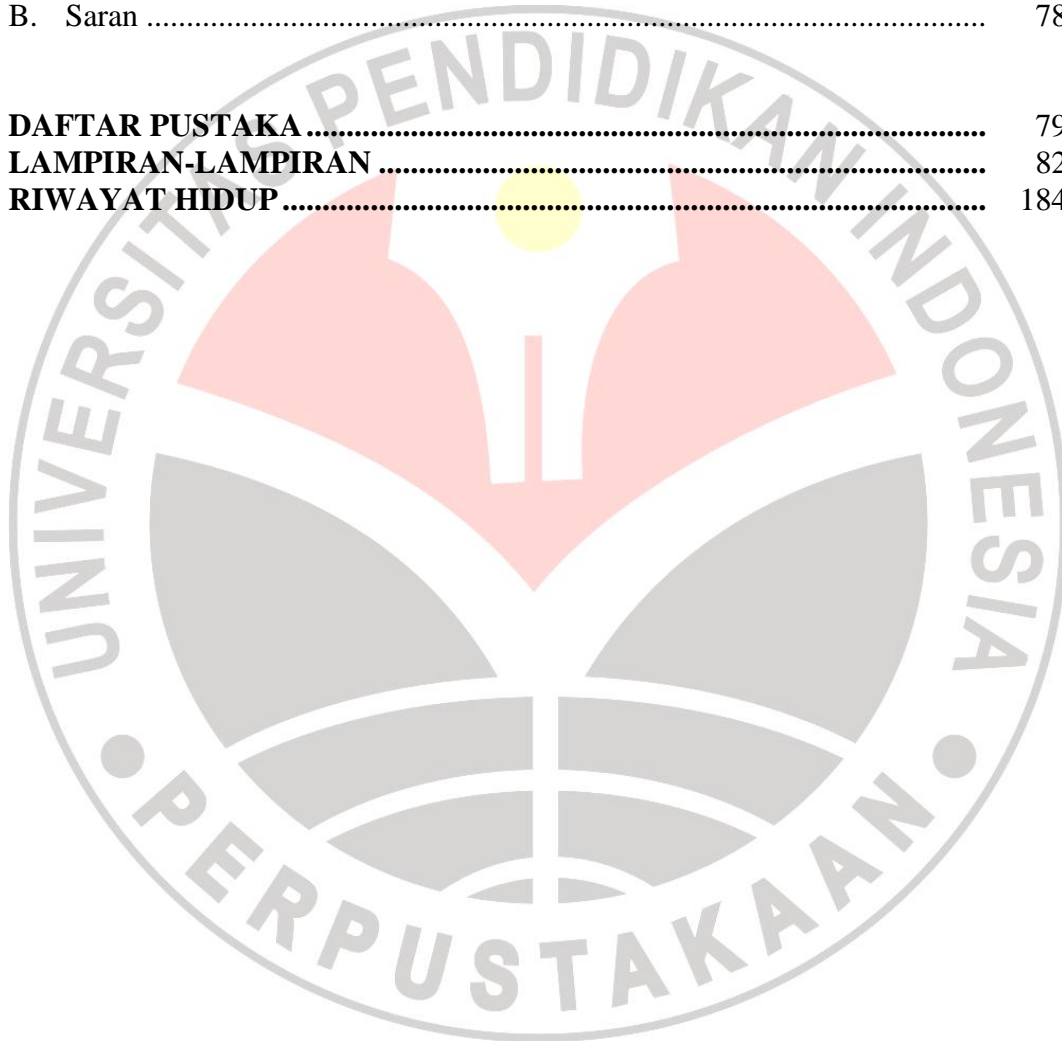 B. Saran ........................................................................................................ 78
DAFTAR PUSTAKA ................................................................................ 79
LAMPIRAN-LAMPIRAN ....................................................................... 82
RIWAYAT HIDUP ................................................................................... 184
UNIVERSITAS PENDIDIKAN INDONESIA
PERPUSTAKAAN